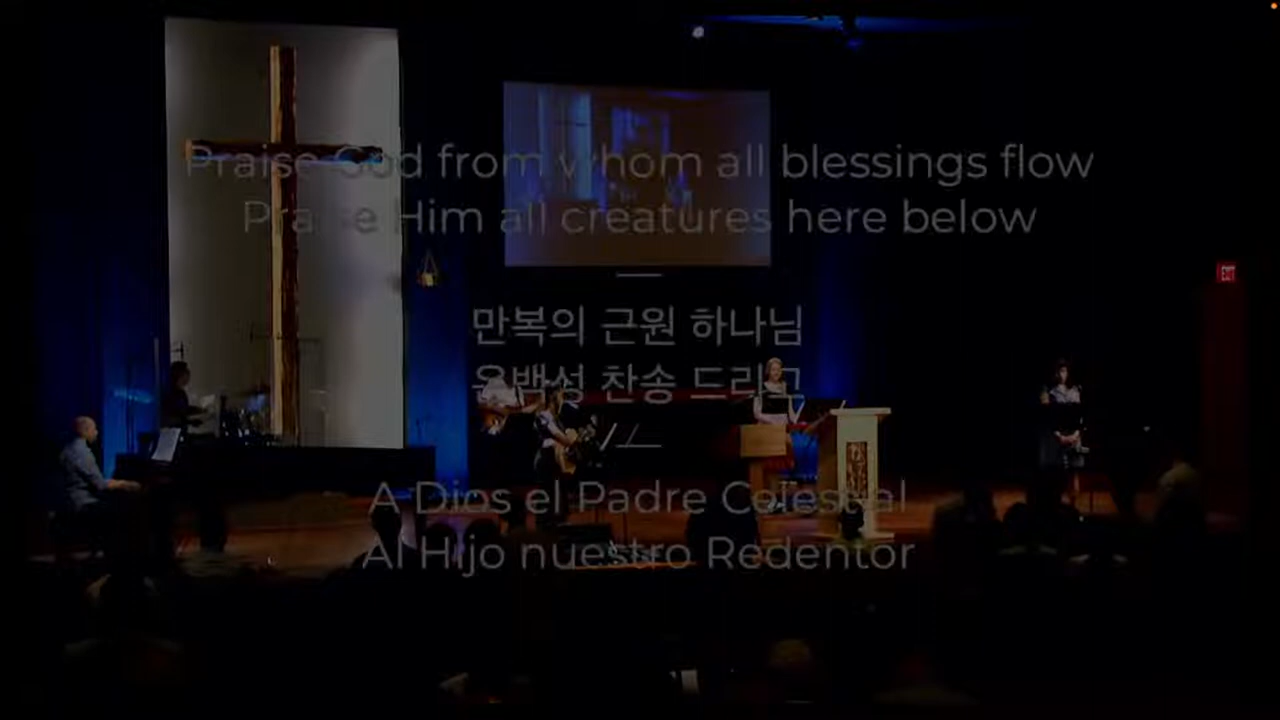 Praise God from whom all blessings flow
Praise Him all creatures here below
만복의 근원 하나님
온백성 찬송 드리고
A Dios el Padre Celestial
Al Hijo nuestro Redentor
EXIT